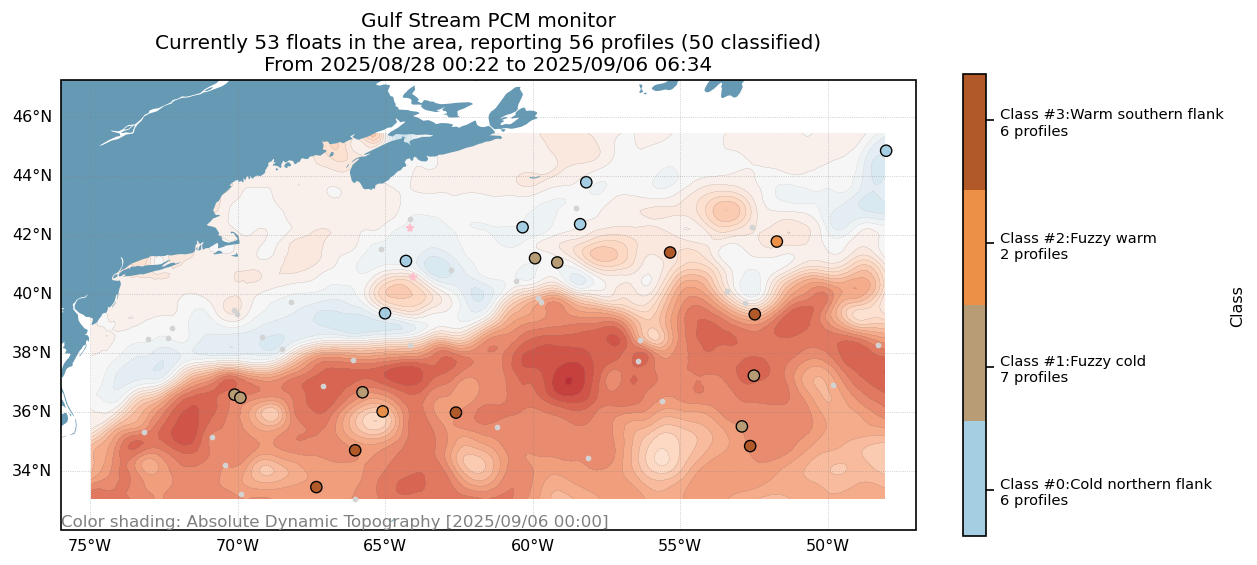 Gulf Stream PCM monitor
Currently 53 floats in the area, reporting 56 profiles (50 classified)
From 2025/08/28 00:22 to 2025/09/06 06:34
46°N
44°N
42°N
40°N
38°N
36°N
34°N
Color shading: Absolute Dynamic Topography [2025/09/06 00:00]
75°W
70°W
65°W
60°W
55°W
50°W
Class #3:Warm southern flank
6 profiles
Class #2:Fuzzy warm
2 profiles
Class #1:Fuzzy cold
7 profiles
Class #0:Cold northern flank
6 profiles
Class